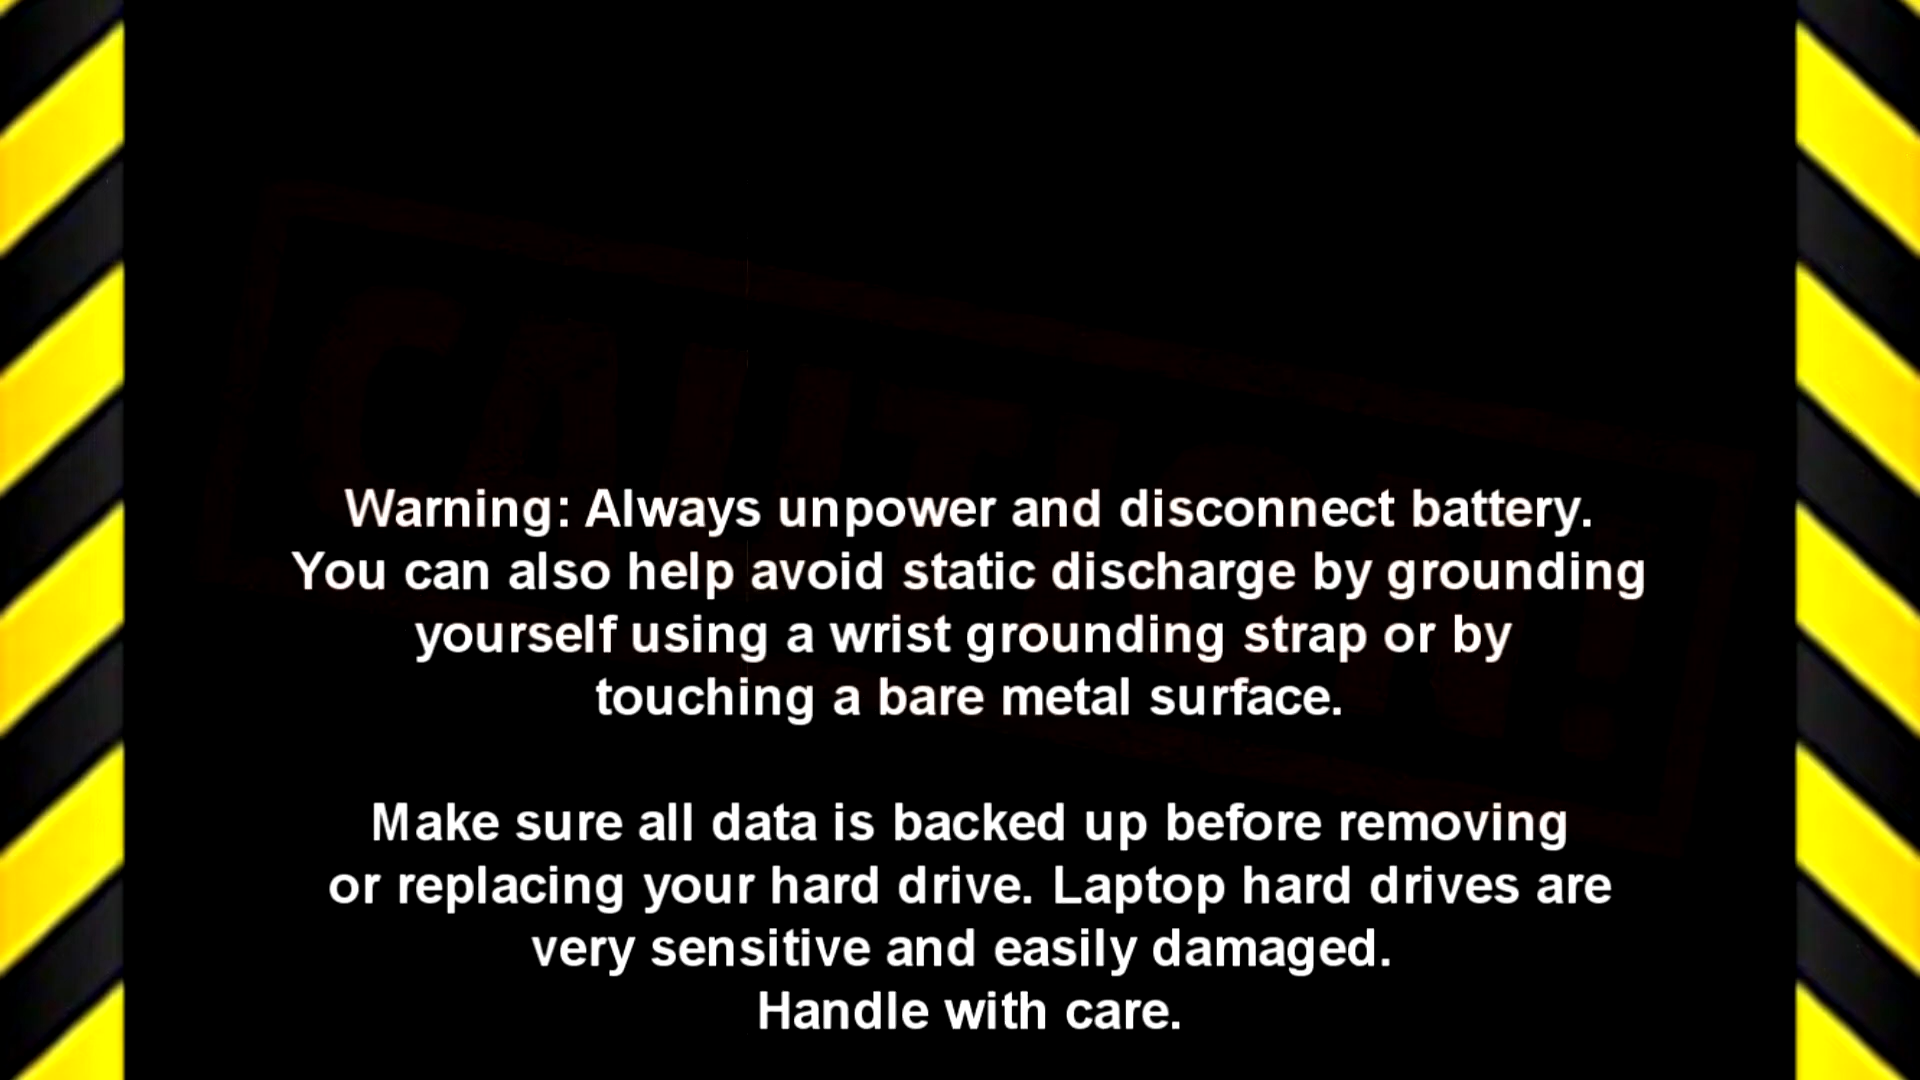 CAUTION!
Warning: Always unpower and disconnect battery.
You can also help avoid static discharge by grounding
yourself using a wrist grounding strap or by
touching a bare metal surface.
Make sure all data is backed up before removing
or replacing your hard drive. Laptop hard drives are
very sensitive and easily damaged.
Handle with care.